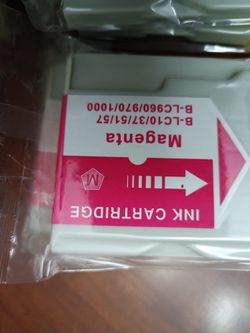 INK CARTRIDGE
M
Magenta
B-LC10/37/51/57
B-LC960/970/1000